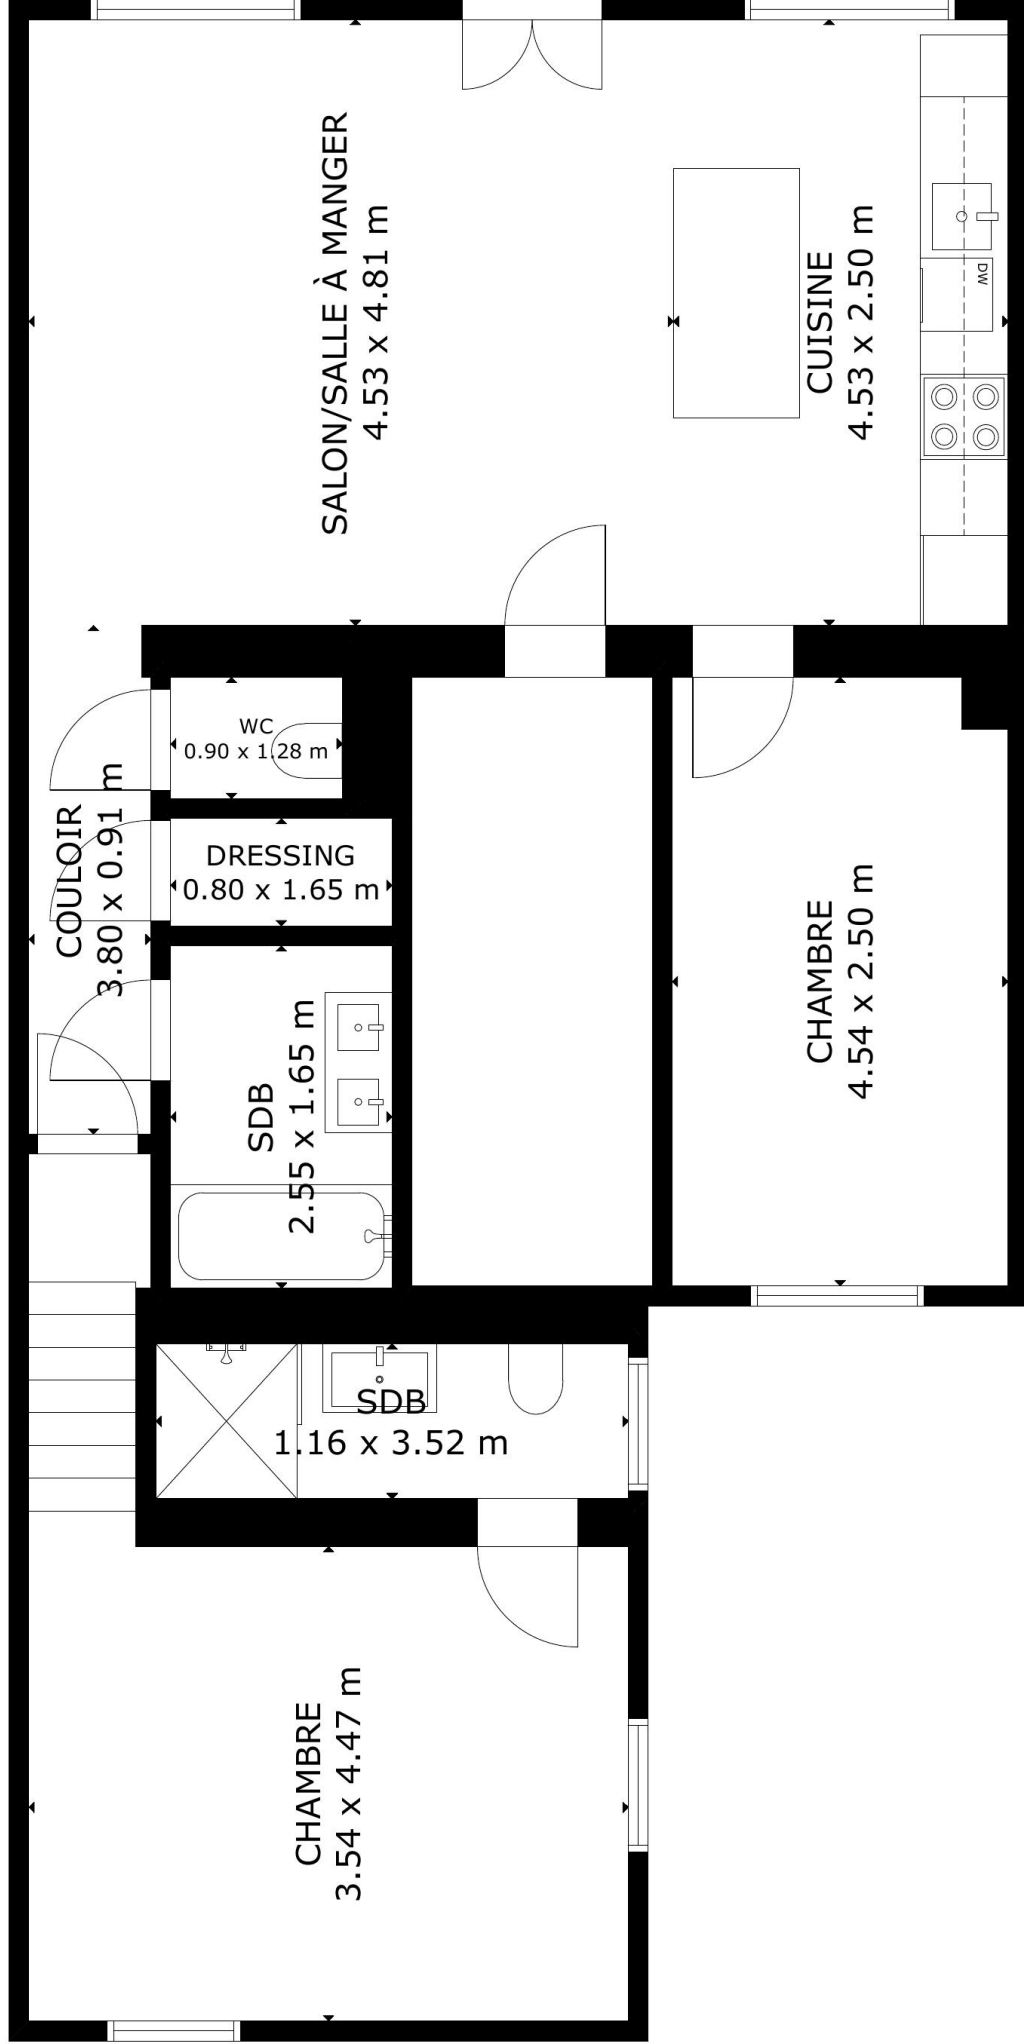 SALON/SALLE À MANGER
4.53 x 4.81 m
CUISINE
4.53 x 2.50 m
DW
WC
0.90 x 1.28 m
COULOIR
3.80 x 0.91 m
DRESSING
0.80 x 1.65 m
CHAMBRE
4.54 x 2.50 m
SDB
2.55 x 1.65 m
SDB
1.16 x 3.52 m
CHAMBRE
3.54 x 4.47 m